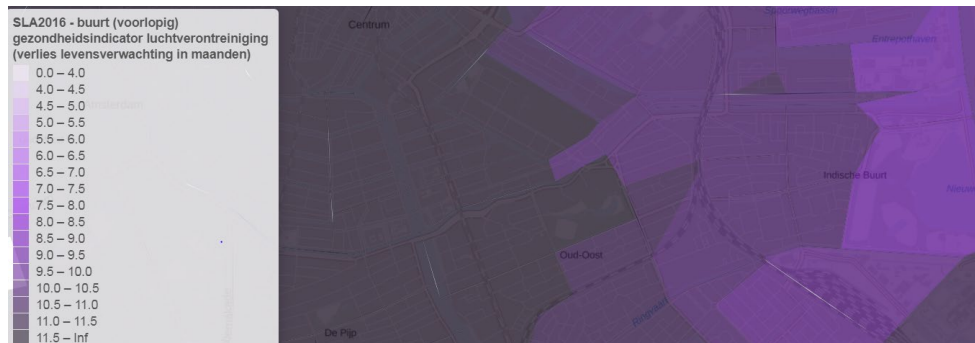 SLA2016 - buurt (voorlopig)
gezondheidsindicator luchtverontreiniging
(verlies levensverwachting in maanden)
0.0 – 4.0
4.0 – 4.5
4.5 – 5.0
5.0 – 5.5
5.5 – 6.0
6.0 – 6.5
6.5 – 7.0
7.0 – 7.5
7.5 – 8.0
8.0 – 8.5
8.5 – 9.0
9.0 – 9.5
9.5 – 10.0
10.0 – 10.5
10.5 – 11.0
11.0 – 11.5
11.5 – Inf
Centrum
Spoorwegbassin
Entrepothaven
Indische Buurt
Oud-Oost
Ringvaart
De Pijp